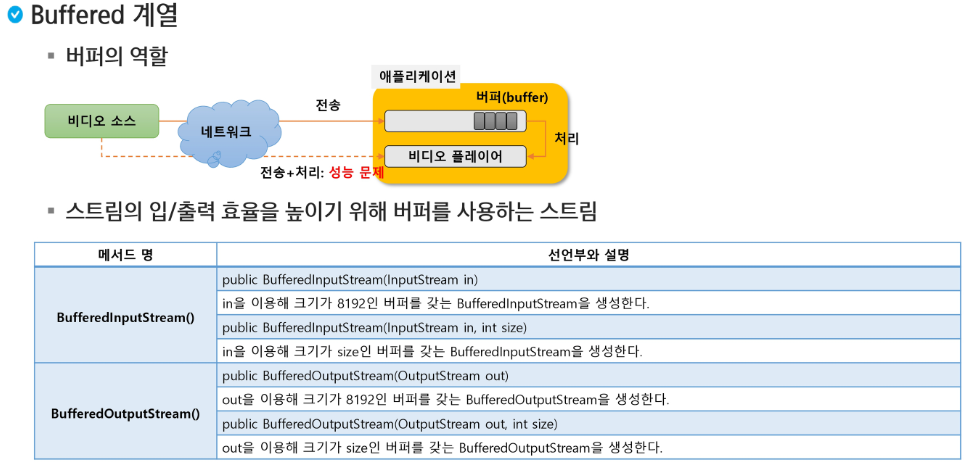 Buffered 계열
버퍼의 역할
애플리케이션
버퍼(buffer)
전송
비디오 소스
네트워크
처리
비디오 플레이어
전송+처리: 성능 문제
스트림의 입/출력 효율을 높이기 위해 버퍼를 사용하는 스트림
메서드 명 선언부와 설명
BufferedInputStream()
public BufferedInputStream(InputStream in)
in을 이용해 크기가 8192인 버퍼를 갖는 BufferedInputStream을 생성한다.
public BufferedInputStream(InputStream in, int size)
in을 이용해 크기가 size인 버퍼를 갖는 BufferedInputStream을 생성한다.
BufferedOutputStream()
public BufferedOutputStream(OutputStream out)
out을 이용해 크기가 8192인 버퍼를 갖는 BufferedOutputStream을 생성한다.
public BufferedOutputStream(OutputStream out, int size)
out을 이용해 크기가 size인 버퍼를 갖는 BufferedOutputStream을 생성한다.